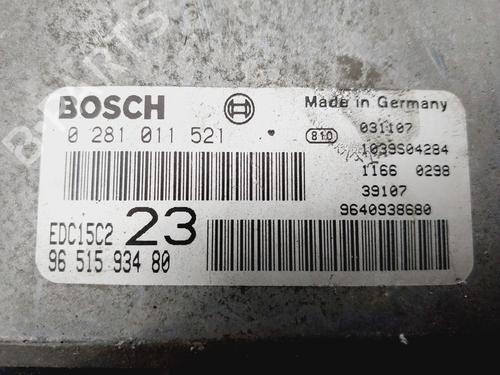 BOSCH
Made in Germany
0 281 011 521
810
031107
1039S04284
1166 0298
39107
9640938680
EDC15C2
23
96 515 934 80